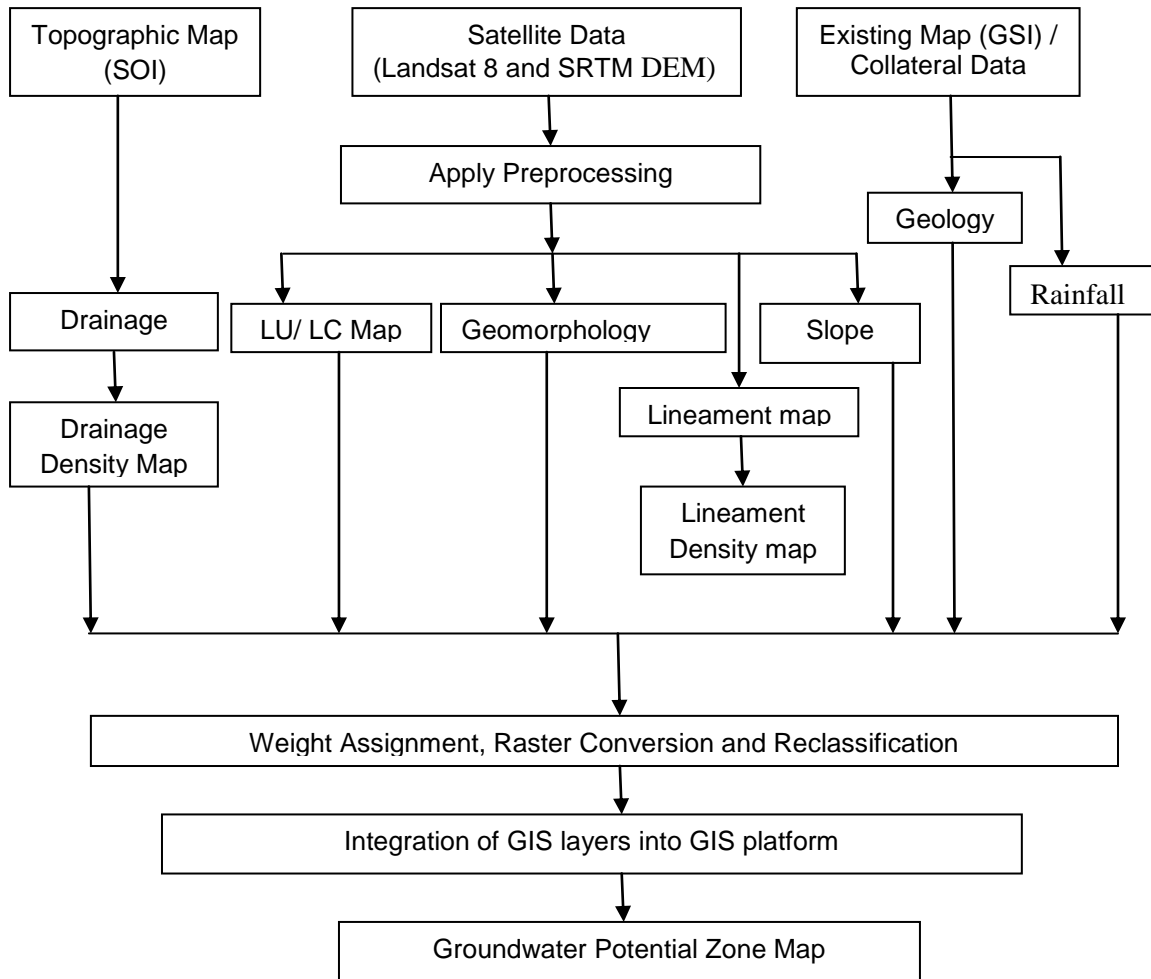 Topographic Map
(SOI)
Satellite Data
(Landsat 8 and SRTM DEM)
Existing Map (GSI) /
Collateral Data
Apply Preprocessing
Geology
Rainfall
Drainage
LU/ LC Map
Geomorphology
Slope
Drainage
Density Map
Lineament map
Lineament
Density map
Weight Assignment, Raster Conversion and Reclassification
Integration of GIS layers into GIS platform
Groundwater Potential Zone Map